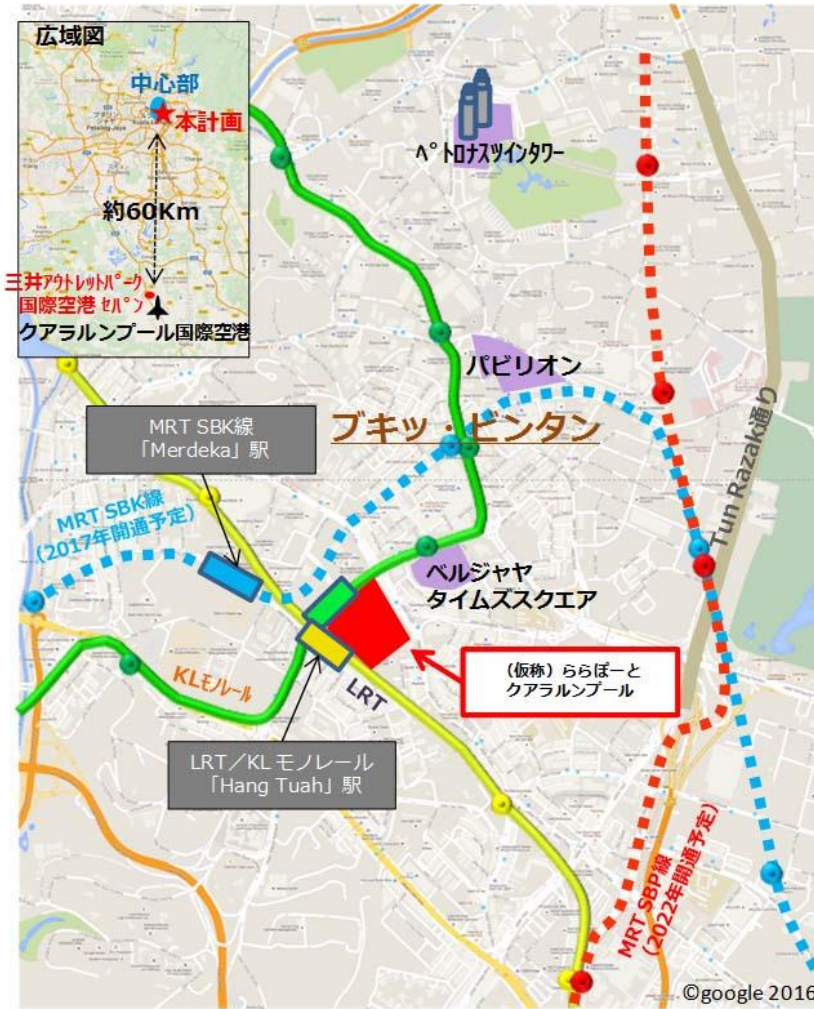 広域図
中心部
本計画
約60Km
三井ｱｳﾄﾚｯﾄﾊﾟｰｸ
国際空港 ｾﾊﾟﾝ
クアラルンプール国際空港
ﾍﾟﾄﾛﾅｽﾂｲﾝﾀﾜｰ
パビリオン
ブキッ・ビンタン
MRT SBK線
「Merdeka」駅
MRT SBK線
（2017年開通予定）
Tun Razak通り
ベルジャヤ
タイムズスクエア
（仮称）ららぽーと
クアラルンプール
KLﾓﾉﾚｰﾙ
LRT
LRT／KL モノレール
「Hang Tuah」駅
MRT SBP線
（2022年開通予定）
©google 2016